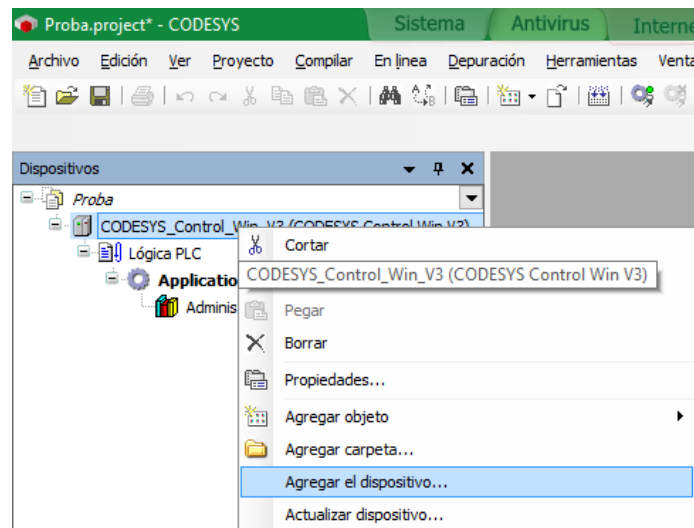 Proba.project* - CODESYS
Sistema
Antivirus
Interne
Archivo Edición Ver Proyecto Compilar En línea Depuración Herramientas Venta
Dispositivos
Proba
CODESYS_Control_Win_V3 (CODESYS Control Win V3)
Lógica PLC
Applicatio
Adminis
Cortar
CODESYS_Control_Win_V3 (CODESYS Control Win V3)
Pegar
Borrar
Propiedades...
Agregar objeto
Agregar carpeta...
Agregar el dispositivo...
Actualizar dispositivo...